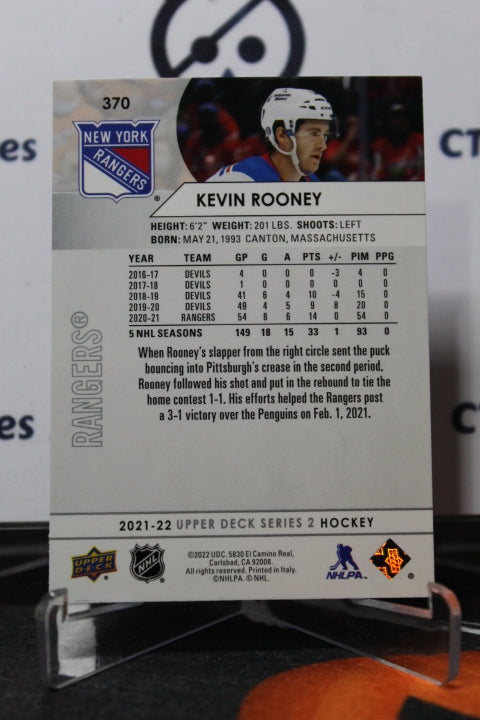 CT
es
es
es
370
NEW YORK
RANGERS
®
KEVIN ROONEY
HEIGHT: 6'2" WEIGHT: 201 LBS. SHOOTS: LEFT
BORN: MAY 21, 1993 CANTON, MASSACHUSETTS
YEAR TEAM GP G A PTS +/- PIM PPG
2016-17 DEVILS 4 0 0 0 -3 4 0
2017-18 DEVILS 1 0 0 0 0 0 0
2018-19 DEVILS 41 6 4 10 -4 15 0
2019-20 DEVILS 49 4 5 9 8 20 0
2020-21 RANGERS 54 8 6 14 0 54 0
5 NHL SEASONS 149 18 15 33 1 93 0
RANGERS®
When Rooney's slapper from the right circle sent the puck
bouncing into Pittsburgh's crease in the second period,
Rooney followed his shot and put in the rebound to tie the
home contest 1-1. His efforts helped the Rangers post
a 3-1 victory over the Penguins on Feb. 1, 2021.
2021-22 UPPER DECK SERIES 2 HOCKEY
UPPER
DECK
NHL
©2022 UDC. 5830 El Camino Real,
Carlsbad, CA 92008.
All rights reserved. Printed in Italy.
©NHLPA. © NHL.
NHLPA
®